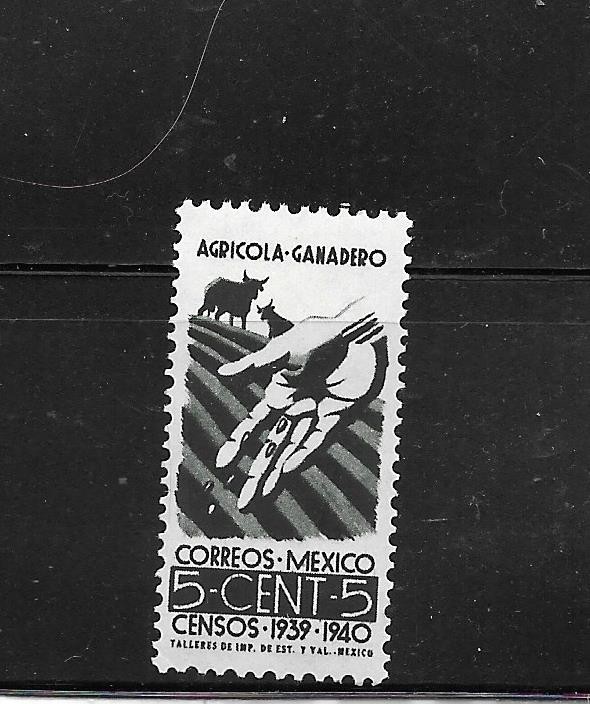 AGRICOLA·GANADERO
CORREOS·MEXICO
5-CENT-5
CENSOS·1939·1940
TALLERES DE IMP. DE EST. Y VAL.-MEXICO